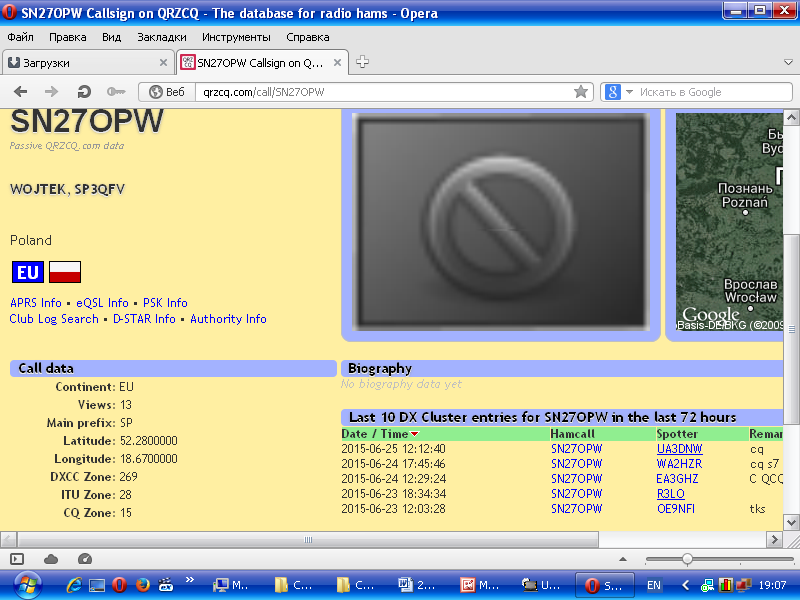 SN27OPW Callsign on QRZCQ - The database for radio hams - Opera
Файл Правка Вид Закладки Инструменты Справка
Загрузки
SN27OPW Callsign on Q...
Веб
qrzcq.com/call/SN27OPW
Искать в Google
SN27OPW
Passive QRZCQ.com data
WOJTEK, SP3QFV
Poland
EU
APRS Info • eQSL Info • PSK Info
Club Log Search • D-STAR Info • Authority Info
Познань
Poznań
Врослав
Wrocław
Google
Basis-DE/BKG (©2009
Call data
Continent: EU
Views: 13
Main prefix: SP
Latitude: 52.2800000
Longitude: 18.6700000
DXCC Zone: 269
ITU Zone: 28
CQ Zone: 15
Biography
No biography data yet
Last 10 DX Cluster entries for SN27OPW in the last 72 hours
Date / Time Hamcall Spotter Remar
2015-06-25 12:12:40 SN27OPW UA3DNW cq
2015-06-24 17:45:46 SN27OPW WA2HZR cq s7
2015-06-24 12:29:24 SN27OPW EA3GHZ C QCQ
2015-06-23 18:34:34 SN27OPW R3LO
2015-06-23 12:03:28 SN27OPW OE9NFI tks
M... C... C... 2... M... U... S... EN 19:07